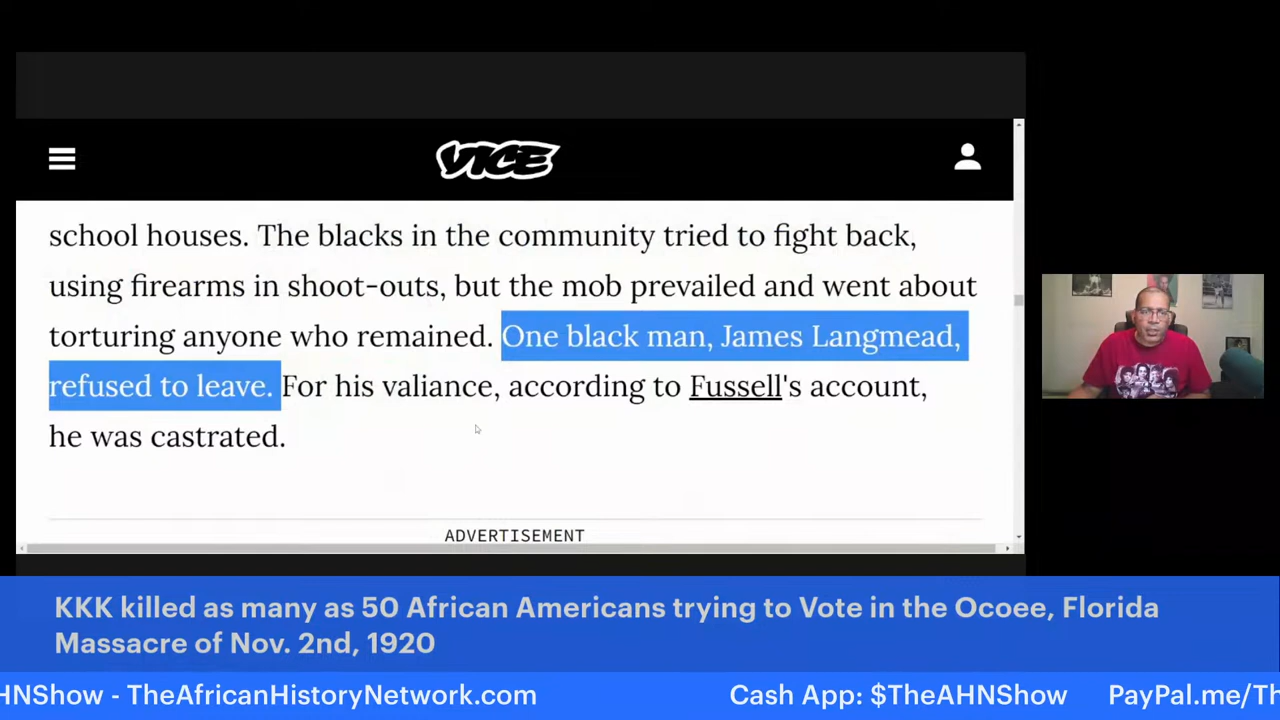 VICE
school houses. The blacks in the community tried to fight back,
using firearms in shoot-outs, but the mob prevailed and went about
torturing anyone who remained. One black man, James Langmead,
refused to leave. For his valiance, according to Fussell's account,
he was castrated.
ADVERTISEMENT
KKK killed as many as 50 African Americans trying to Vote in the Ocoee, Florida
Massacre of Nov. 2nd, 1920
HNShow - TheAfricanHistoryNetwork.com Cash App: $TheAHNShow PayPal.me/Th